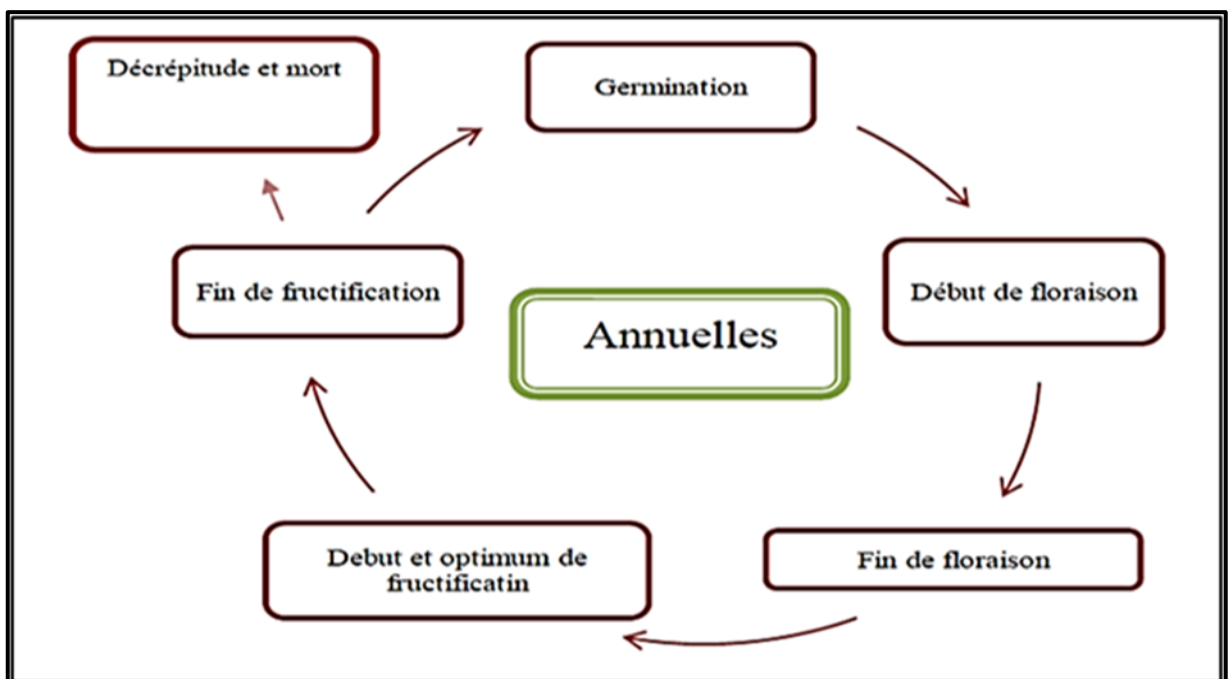 Décrépitude et mort
Germination
Fin de fructification
Début de floraison
Annuelles
Debut et optimum de
fructificatin
Fin de floraison